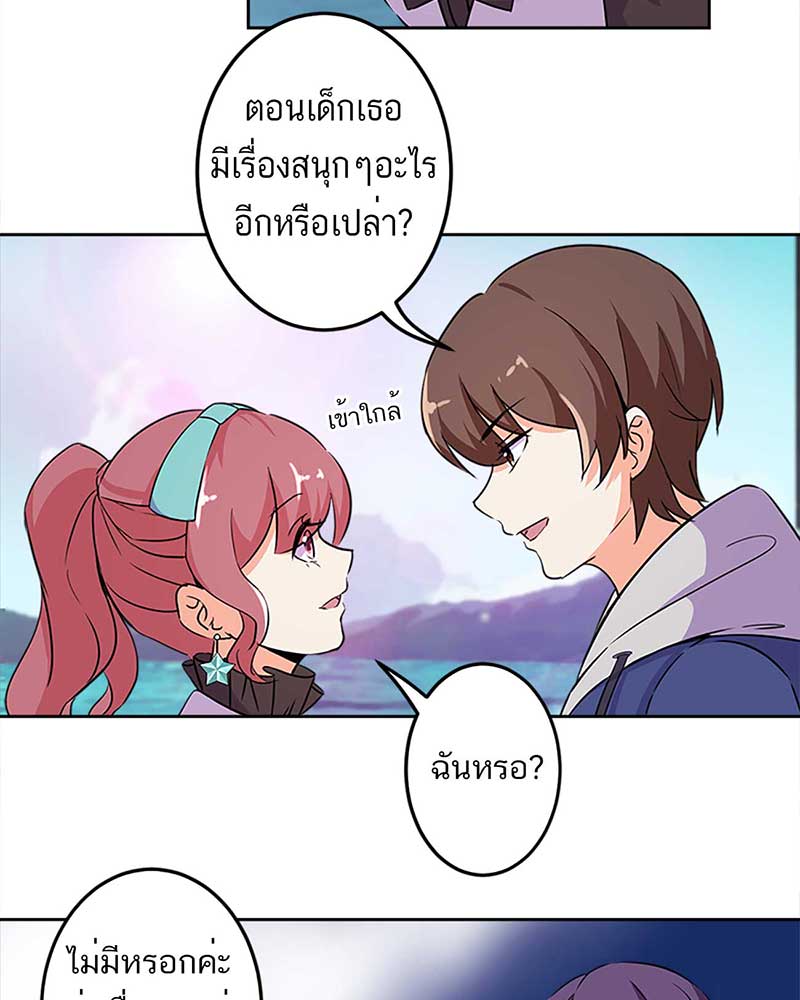 ตอนเด็กเธอ
มีเรื่องสนุกๆอะไร
อีกหรือเปล่า?
เข้าใกล้
ฉันหรอ?
ไม่มีหรอกค่ะ